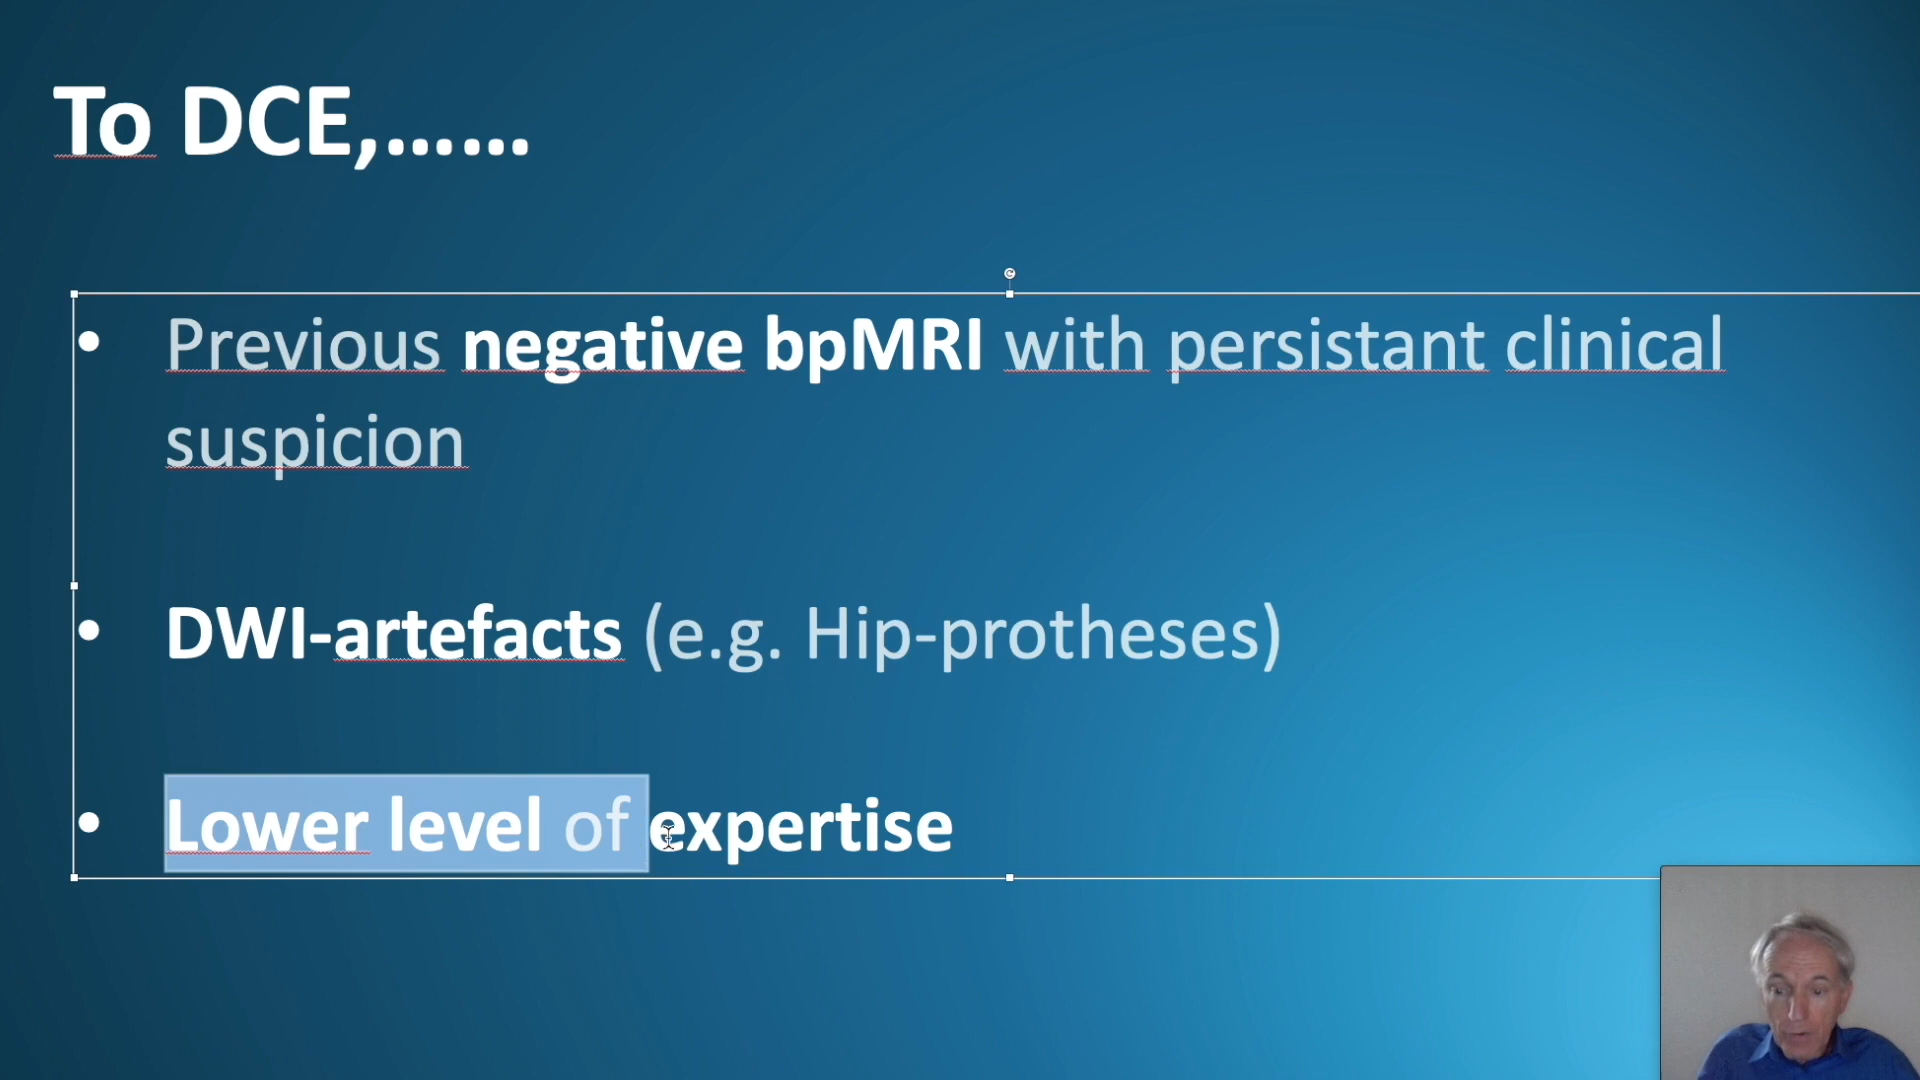 To DCE,......
• Previous negative bpMRI with persistant clinical
suspicion
• DWI-artefacts (e.g. Hip-protheses)
• Lower level of expertise